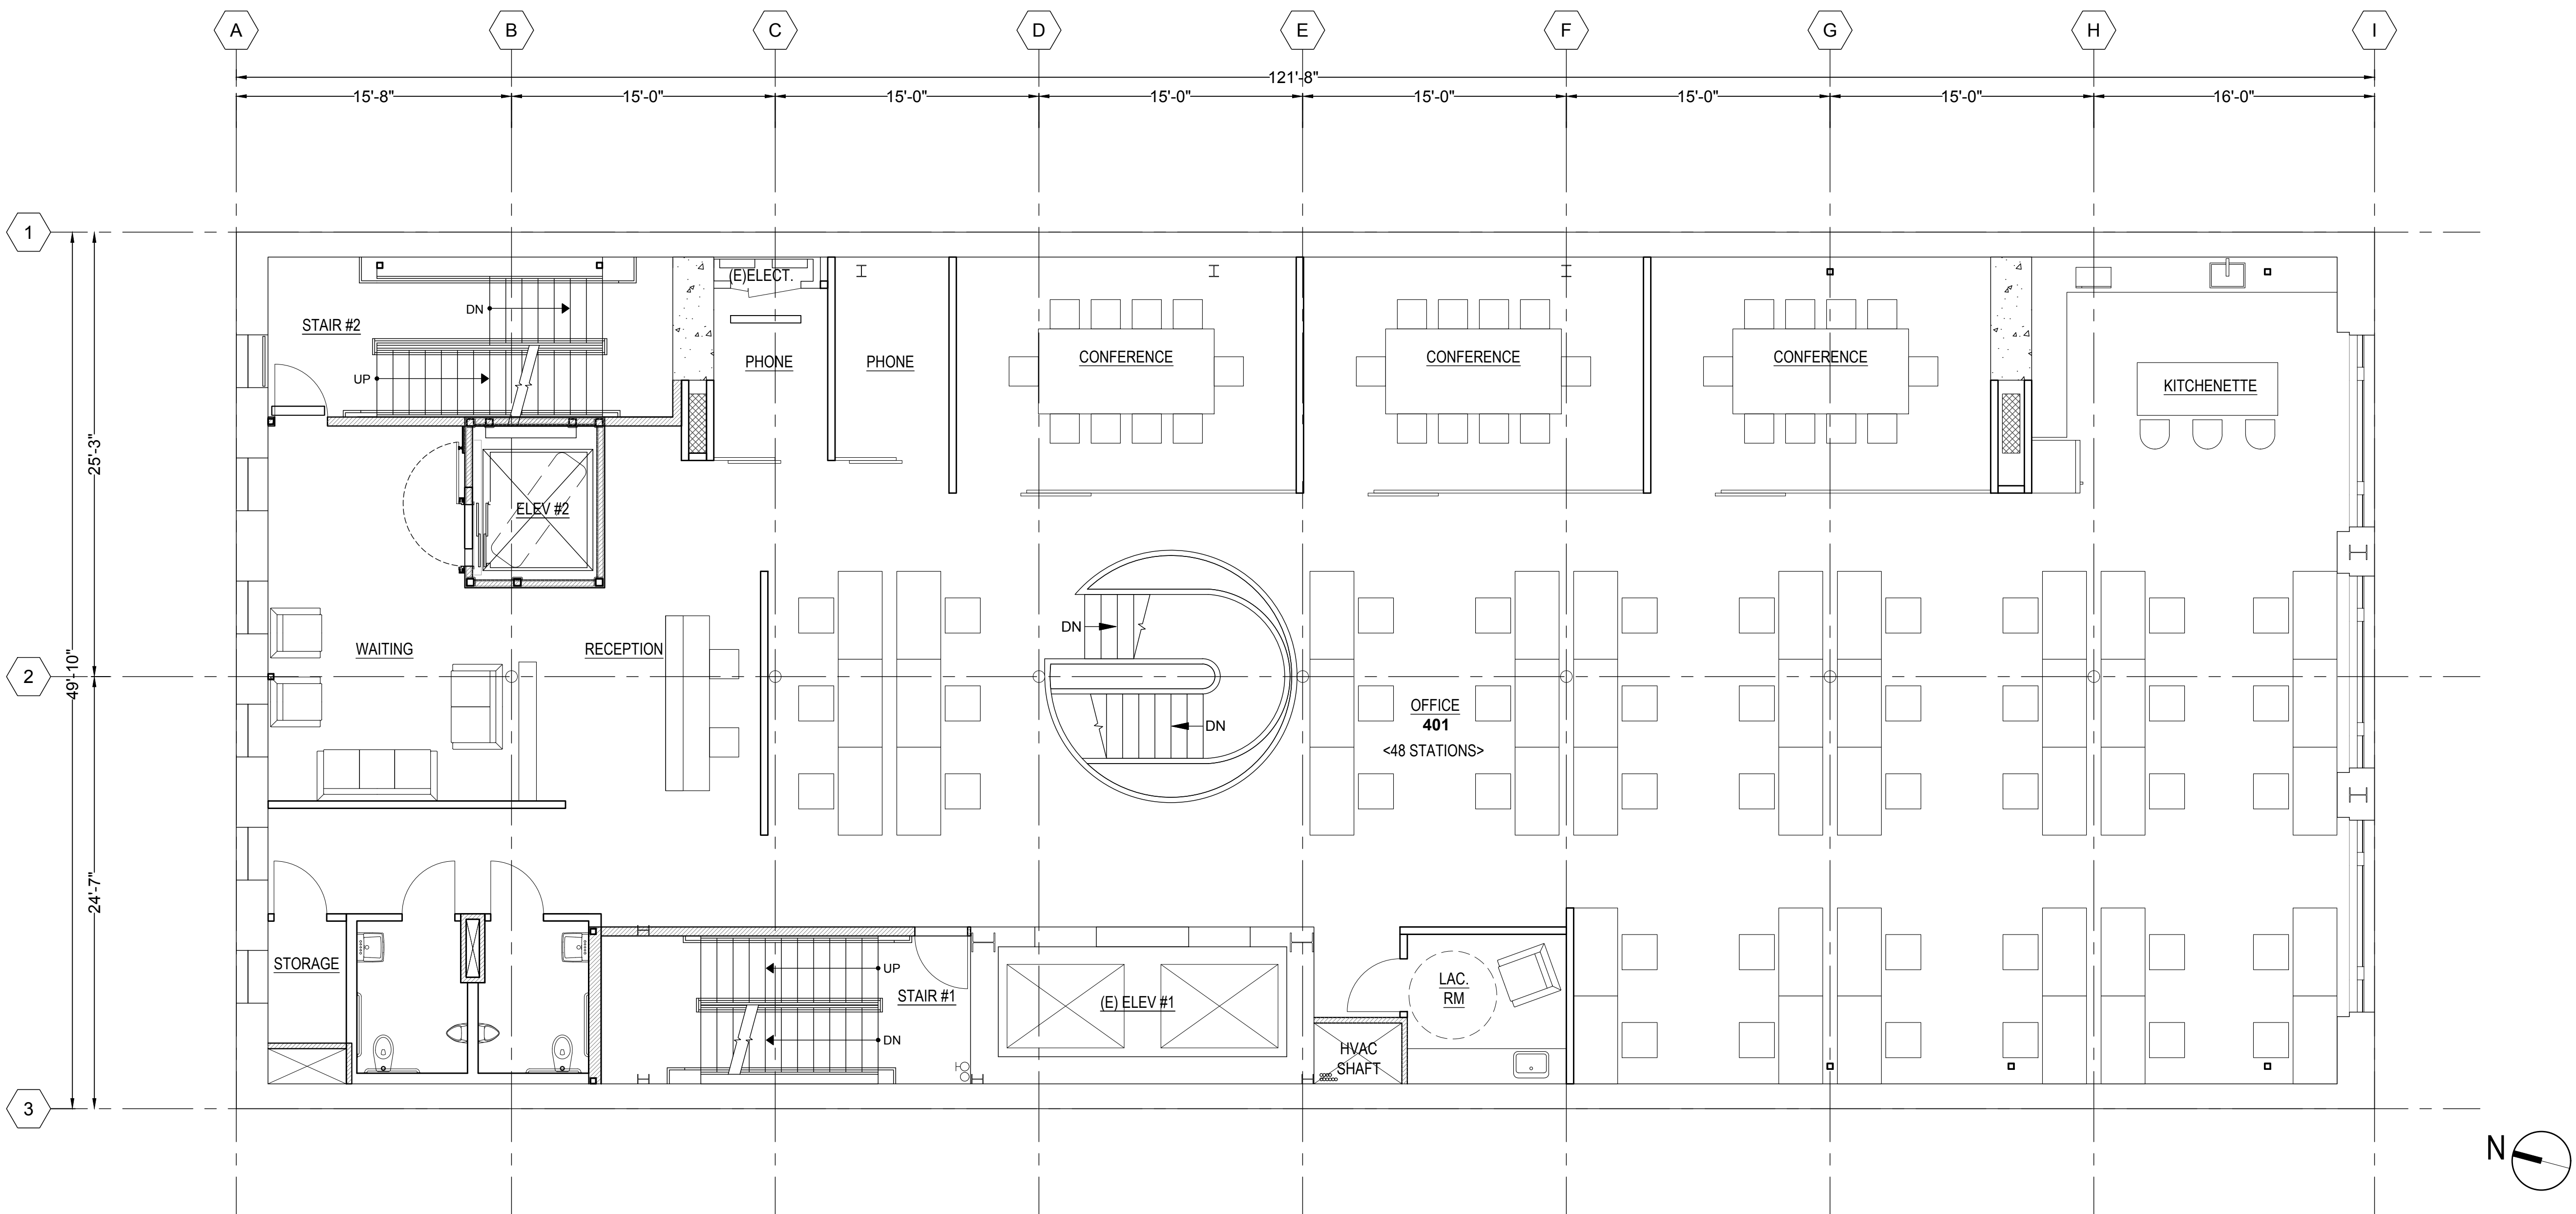 A B C D E F G H I
121'-8"
15'-8" 15'-0" 15'-0" 15'-0" 15'-0" 15'-0" 15'-0" 16'-0"
1
2
3
25'-3"
49'-10"
24'-7"
(E)ELECT.
DN
STAIR #2
UP
PHONE
PHONE
CONFERENCE
CONFERENCE
CONFERENCE
KITCHENETTE
ELEV #2
WAITING
RECEPTION
DN
DN
OFFICE
401
<48 STATIONS>
STORAGE
UP
STAIR #1
DN
(E) ELEV #1
LAC.
RM
HVAC
SHAFT
N